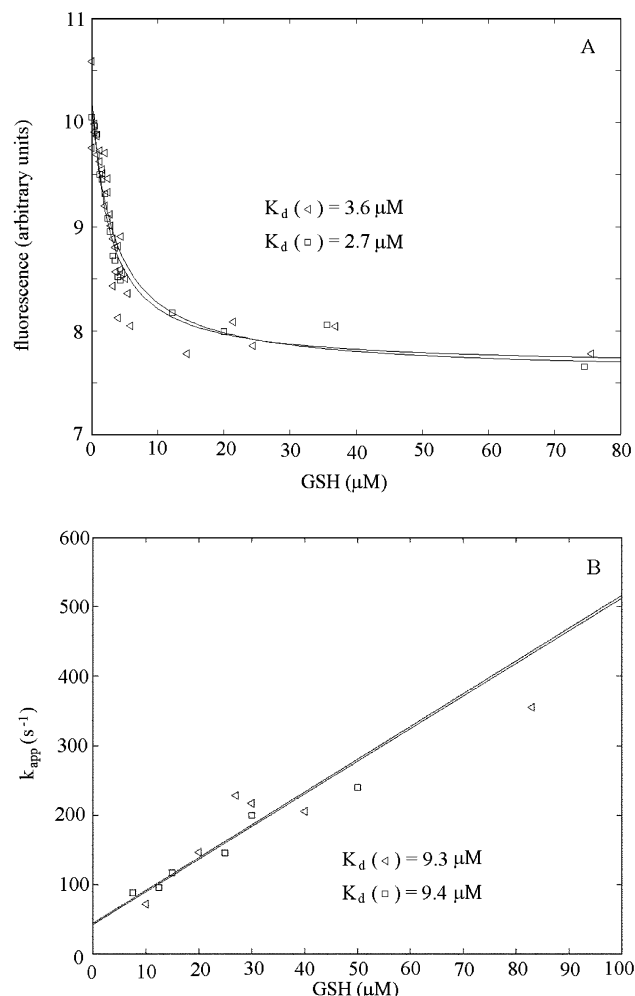 A
11
10
9
8
7
fluorescence (arbitrary units)
K_d (◁) = 3.6 μM
K_d (□) = 2.7 μM
0 10 20 30 40 50 60 70 80
GSH (μM)
B
600
500
400
300
200
100
0
k_app (s⁻¹)
K_d (◁) = 9.3 μM
K_d (□) = 9.4 μM
0 10 20 30 40 50 60 70 80 90 100
GSH (μM)